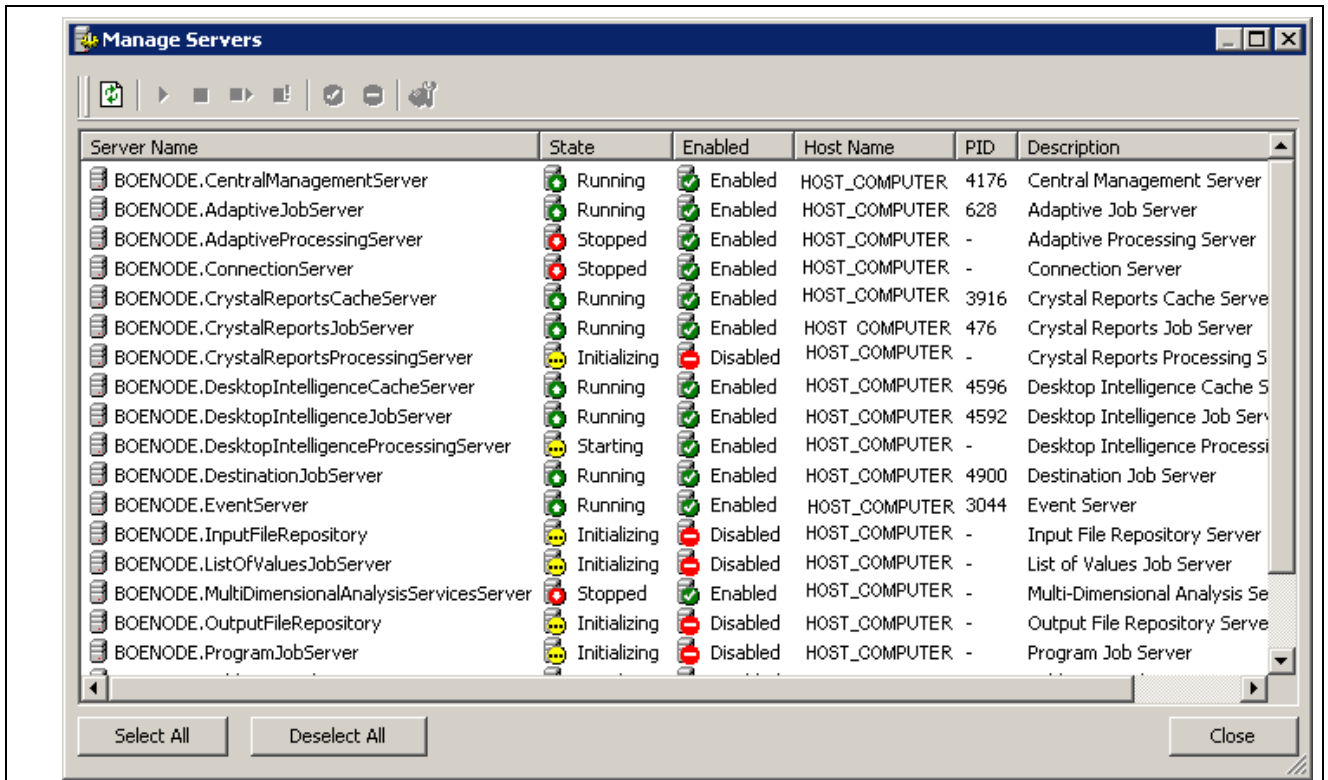 Manage Servers
Server Name State Enabled Host Name PID Description
BOENODE.CentralManagementServer Running Enabled HOST_COMPUTER 4176 Central Management Server
BOENODE.AdaptiveJobServer Running Enabled HOST_COMPUTER 628 Adaptive Job Server
BOENODE.AdaptiveProcessingServer Stopped Enabled HOST_COMPUTER - Adaptive Processing Server
BOENODE.ConnectionServer Stopped Enabled HOST_COMPUTER - Connection Server
BOENODE.CrystalReportsCacheServer Running Enabled HOST_COMPUTER 3916 Crystal Reports Cache Serve
BOENODE.CrystalReportsJobServer Running Enabled HOST COMPUTER 476 Crystal Reports Job Server
BOENODE.CrystalReportsProcessingServer Initializing Disabled HOST_COMPUTER - Crystal Reports Processing S
BOENODE.DesktopIntelligenceCacheServer Running Enabled HOST_COMPUTER 4596 Desktop Intelligence Cache S
BOENODE.DesktopIntelligenceJobServer Running Enabled HOST_COMPUTER 4592 Desktop Intelligence Job Serv
BOENODE.DesktopIntelligenceProcessingServer Starting Enabled HOST_COMPUTER - Desktop Intelligence Processi
BOENODE.DestinationJobServer Running Enabled HOST_COMPUTER 4900 Destination Job Server
BOENODE.EventServer Running Enabled HOST_COMPUTER 3044 Event Server
BOENODE.InputFileRepository Initializing Disabled HOST_COMPUTER - Input File Repository Server
BOENODE.ListOfValuesJobServer Initializing Disabled HOST_COMPUTER - List of Values Job Server
BOENODE.MultiDimensionalAnalysisServicesServer Stopped Enabled HOST_COMPUTER - Multi-Dimensional Analysis Se
BOENODE.OutputFileRepository Initializing Disabled HOST_COMPUTER - Output File Repository Serve
BOENODE.ProgramJobServer Initializing Disabled HOST_COMPUTER - Program Job Server
Select All Deselect All Close